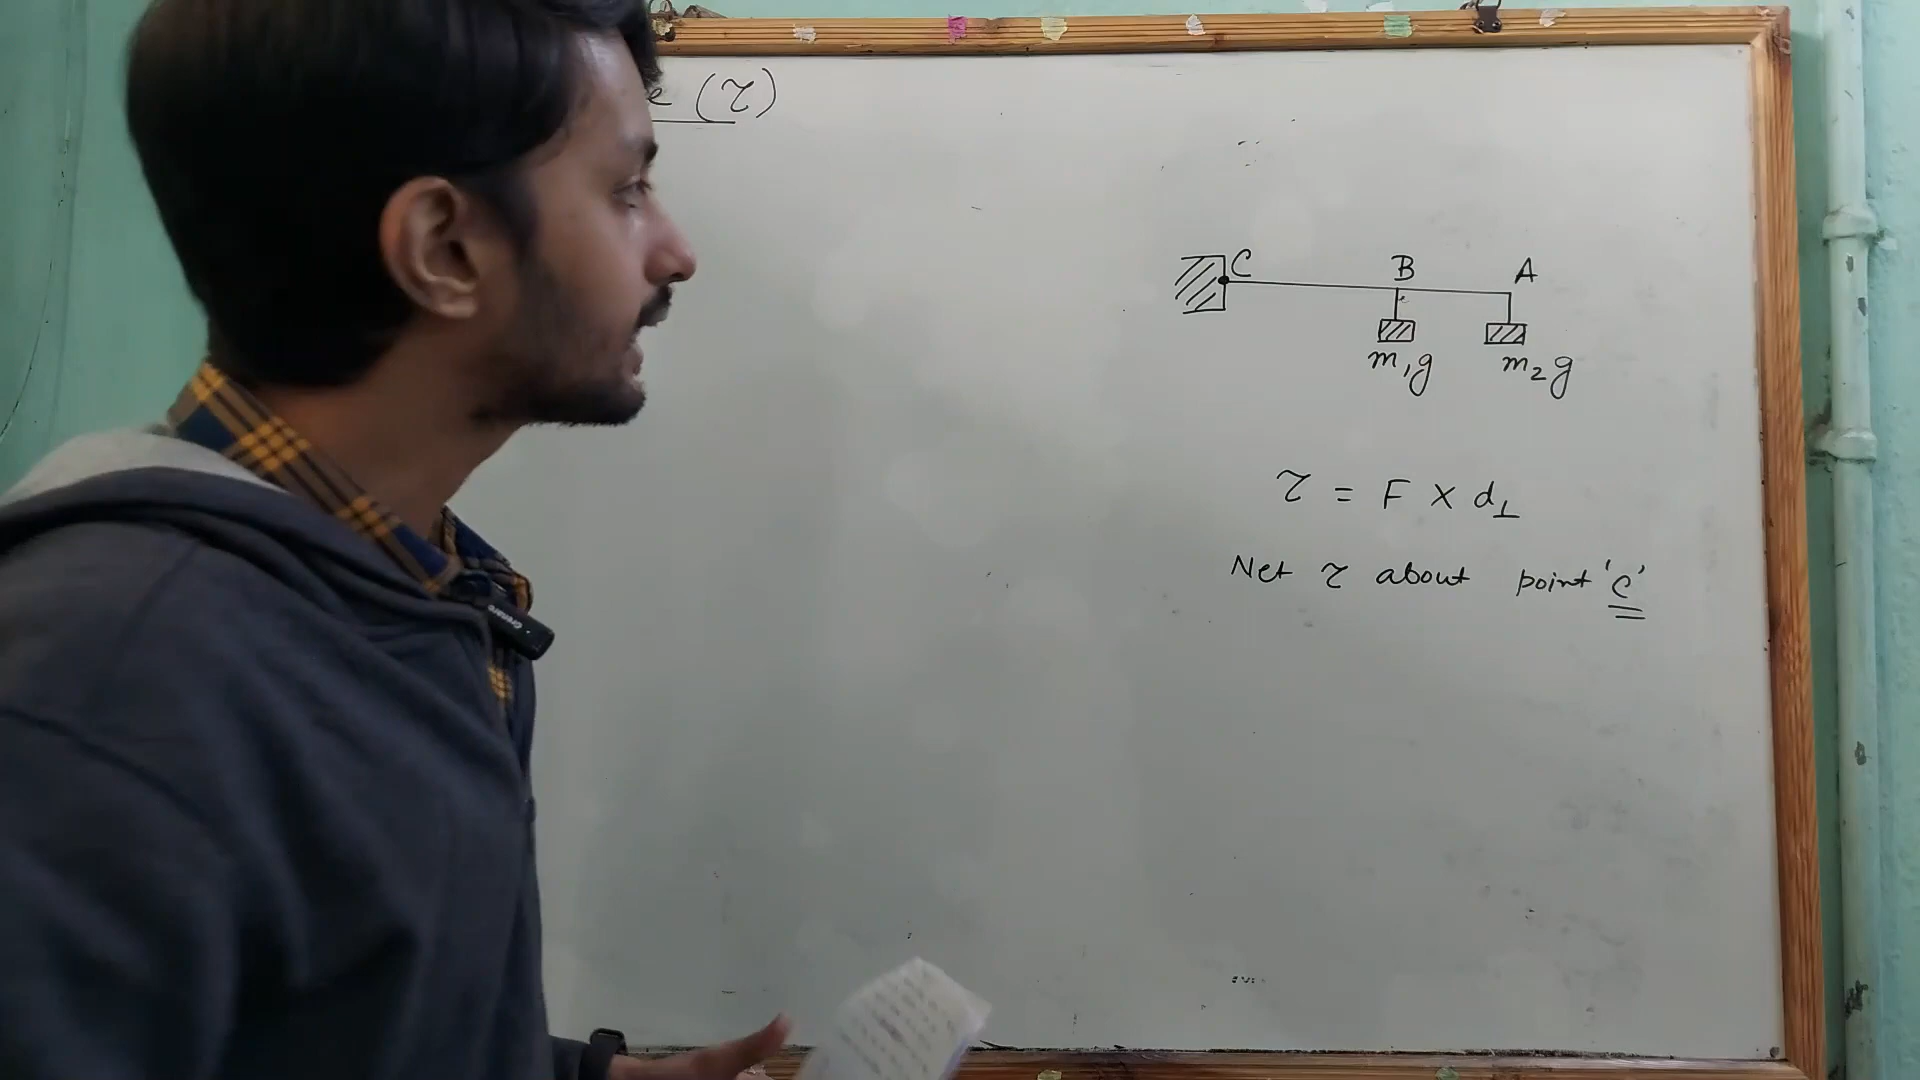 e (τ)
C B A
m₁g m₂g
τ = F × d⊥
Net τ about point 'C'